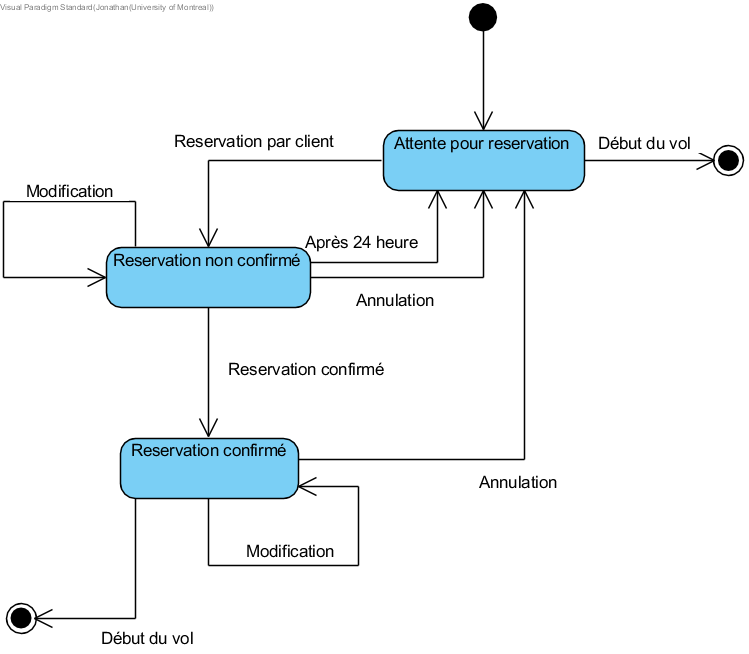 Visual Paradigm Standard(Jonathan(University of Montreal))
Attente pour reservation
Début du vol
Reservation par client
Modification
Après 24 heure
Reservation non confirmé
Annulation
Reservation confirmé
Reservation confirmé
Annulation
Modification
Début du vol